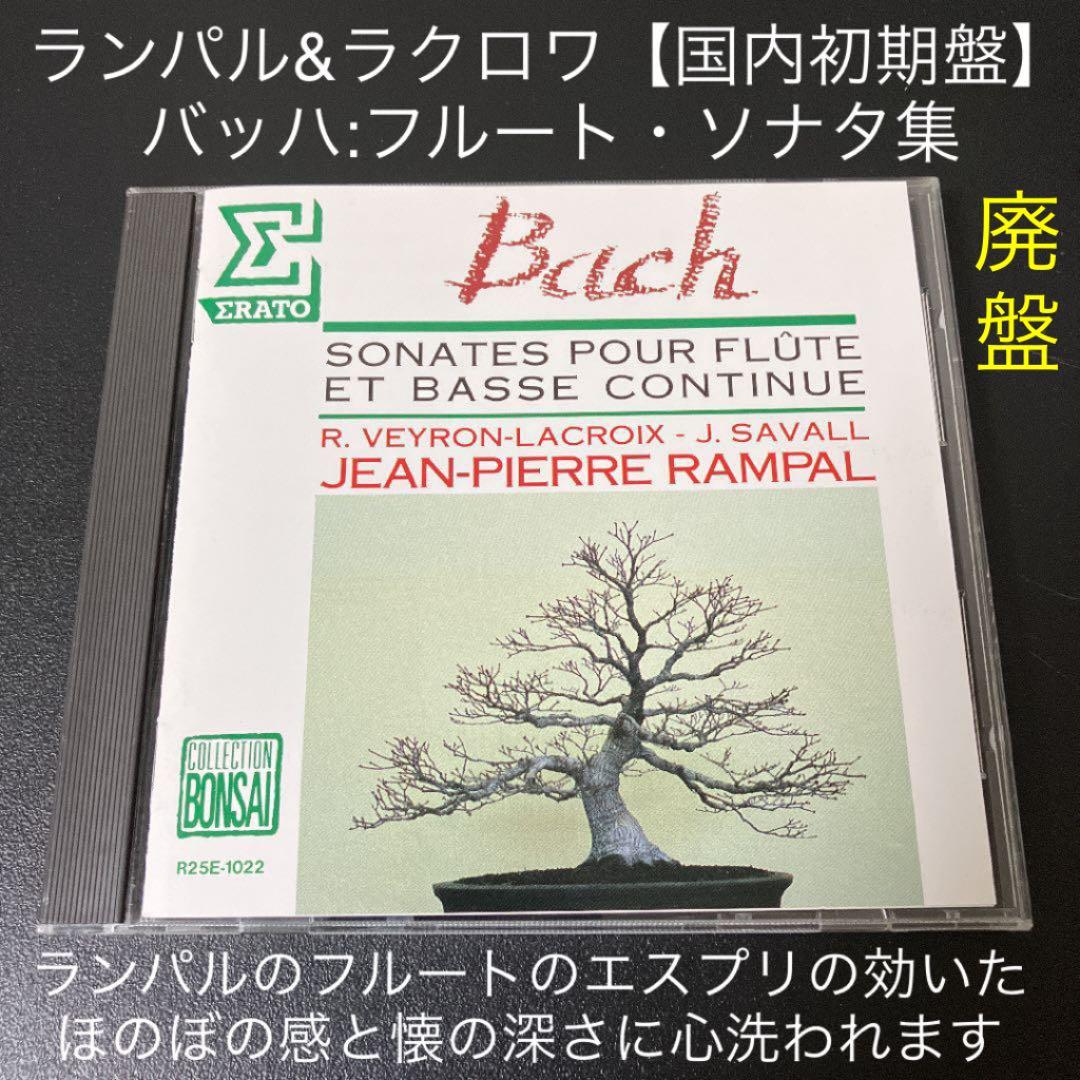 ランパル&ラクロワ【国内初期盤】
バッハ:フルート・ソナタ集
廃盤
ΣRATO
Bach
SONATES POUR FLÛTE
ET BASSE CONTINUE
R. VEYRON-LACROIX - J. SAVALL
JEAN-PIERRE RAMPAL
COLLECTION
BONSAI
R25E-1022
ランパルのフルートのエスプリの効いた
ほのぼの感と懐の深さに心洗われます